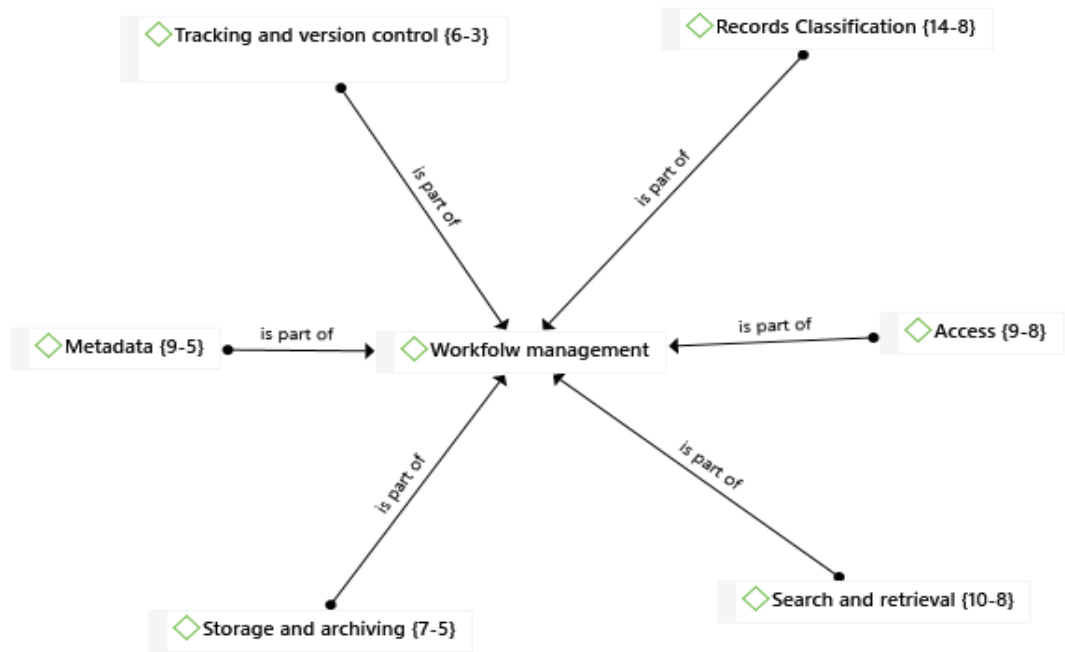 Tracking and version control {6-3}
Records Classification {14-8}
is part of
is part of
Metadata {9-5}
is part of
Workfolw management
is part of
Access {9-8}
is part of
is part of
Storage and archiving {7-5}
Search and retrieval {10-8}